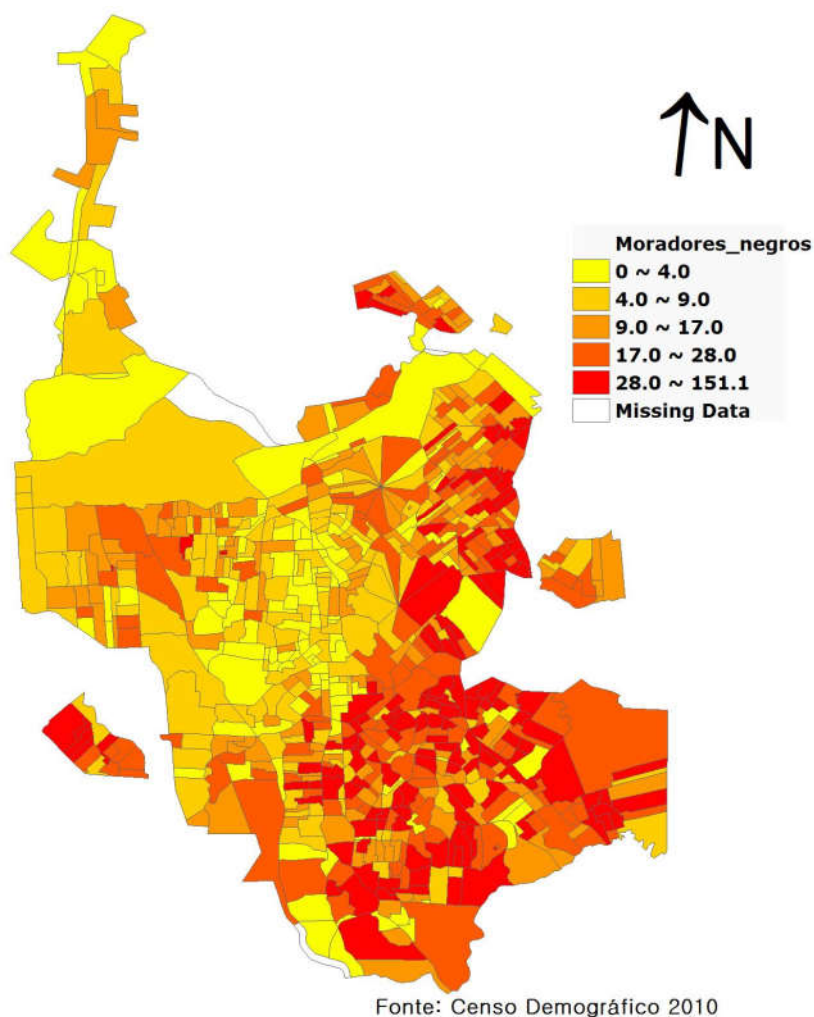 N
Moradores_negros
0 ~ 4.0
4.0 ~ 9.0
9.0 ~ 17.0
17.0 ~ 28.0
28.0 ~ 151.1
Missing Data
Fonte: Censo Demográfico 2010